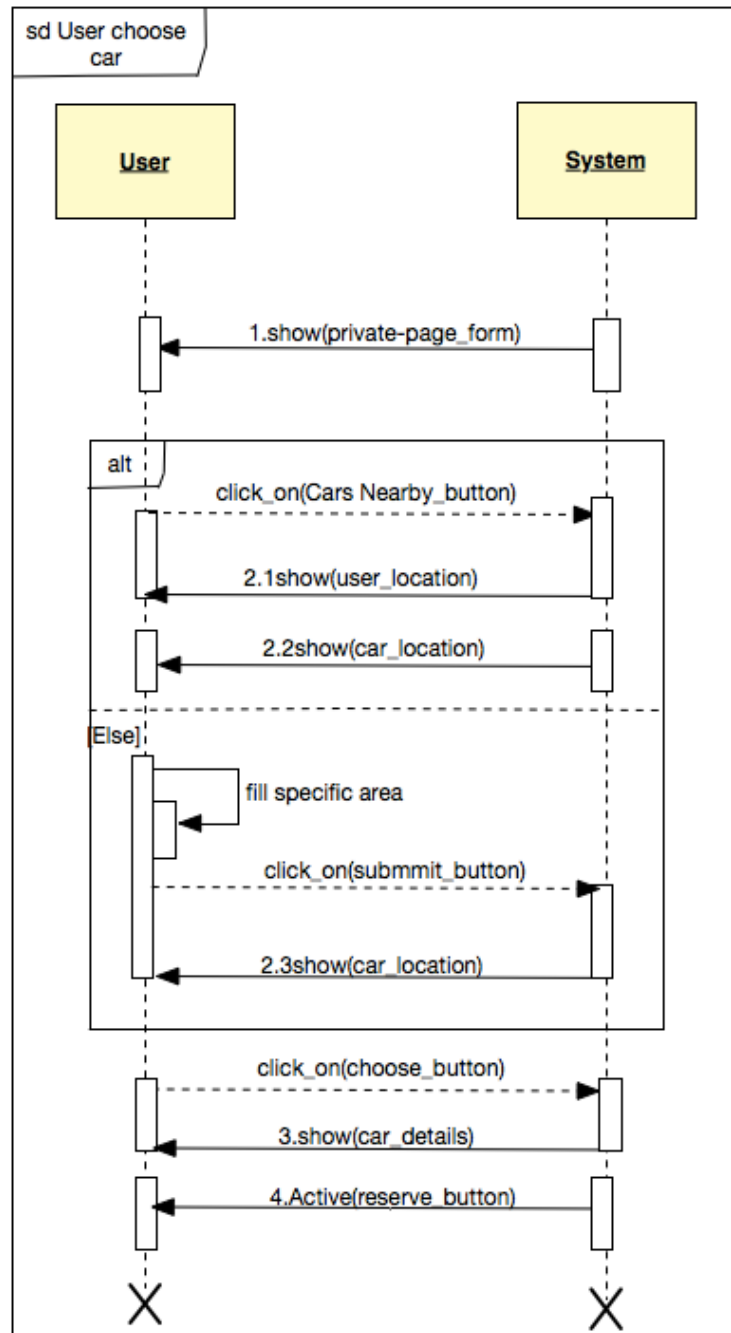 sd User choose
car
User
System
1.show(private-page_form)
alt
click_on(Cars Nearby_button)
2.1show(user_location)
2.2show(car_location)
[Else]
fill specific area
click_on(submmit_button)
2.3show(car_location)
click_on(choose_button)
3.show(car_details)
4.Active(reserve_button)